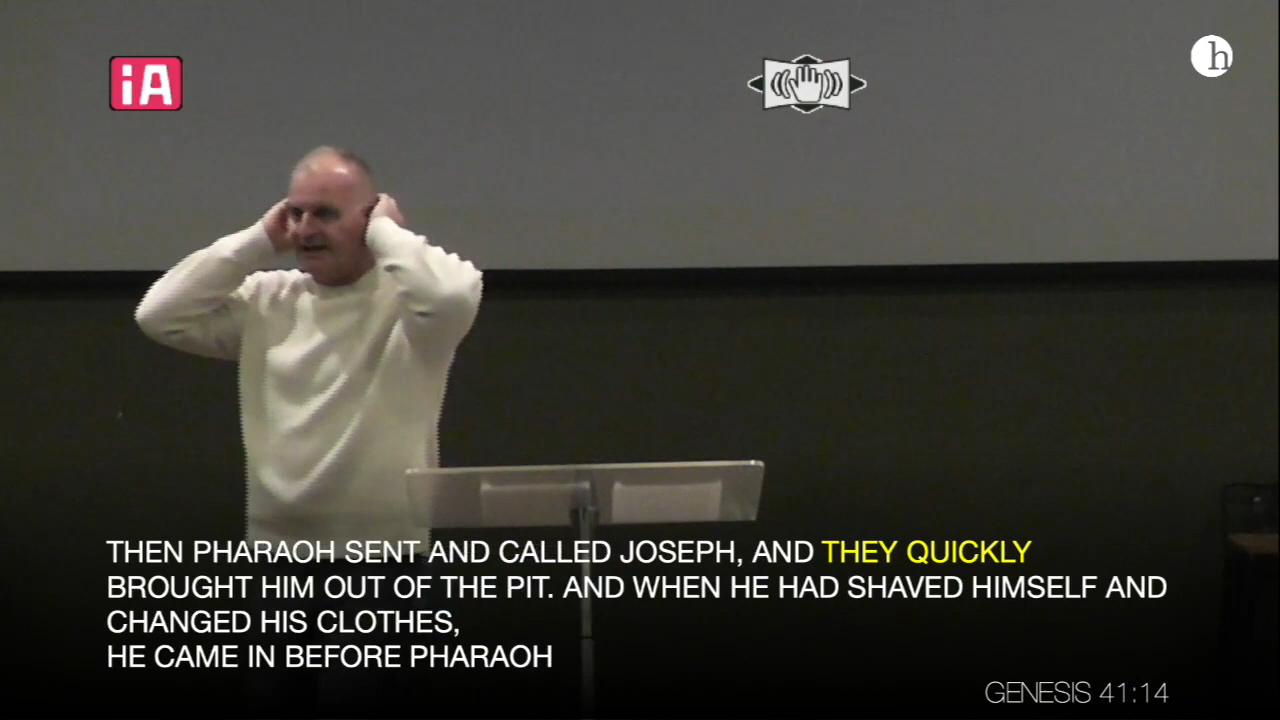 iA
h
THEN PHARAOH SENT AND CALLED JOSEPH, AND THEY QUICKLY
BROUGHT HIM OUT OF THE PIT. AND WHEN HE HAD SHAVED HIMSELF AND
CHANGED HIS CLOTHES,
HE CAME IN BEFORE PHARAOH
GENESIS 41:14